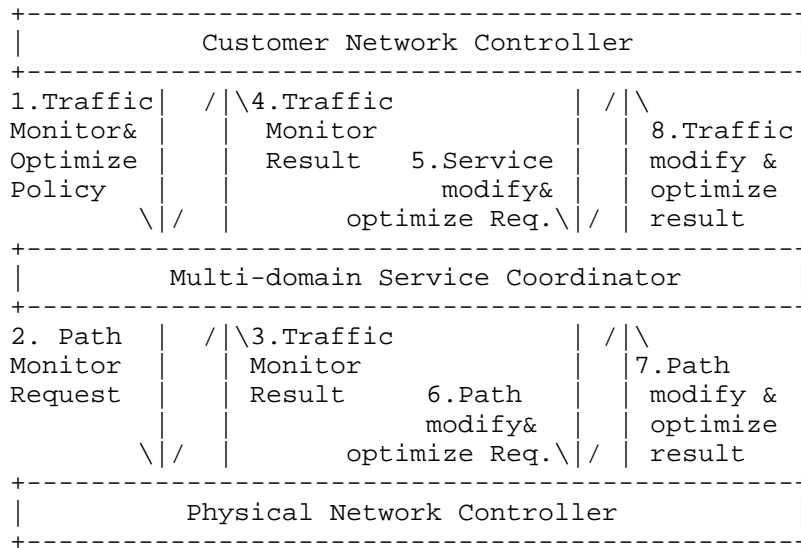 +-------------------------------------------------
|           Customer Network Controller          |
+-------------------------------------------------
1.Traffic|  /|\4.Traffic           | /|\
Monitor& |   |  Monitor            |  | 8.Traffic
Optimize |   |  Result   5.Service |  | modify &
Policy   |   |             modify& |  | optimize
        \|/  |       optimize Req.\|/ | result
+-------------------------------------------------
|         Multi-domain Service Coordinator       |
+-------------------------------------------------
2. Path  |  /|\3.Traffic           | /|\
Monitor  |   | Monitor             |  |7.Path
Request  |   | Result     6.Path   |  | modify &
         |   |            modify&  |  | optimize
        \|/  |       optimize Req.\|/ | result
+-------------------------------------------------
|          Physical Network Controller           |
+-------------------------------------------------